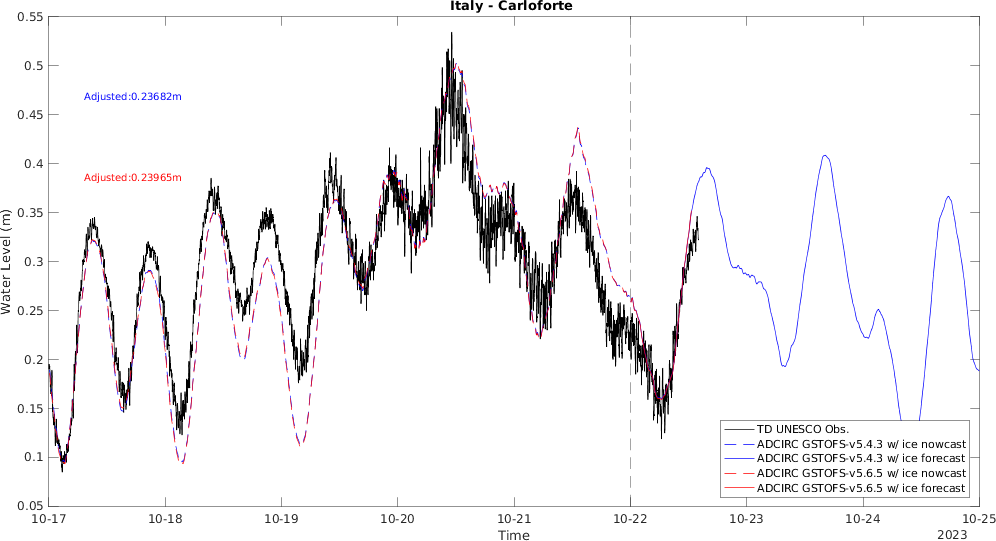 Italy - Carloforte
0.55
0.5
0.45
0.4
0.35
0.3
0.25
0.2
0.15
0.1
0.05
Water Level (m)
Adjusted:0.23682m
Adjusted:0.23965m
TD UNESCO Obs.
ADCIRC GSTOFS-v5.4.3 w/ ice nowcast
ADCIRC GSTOFS-v5.4.3 w/ ice forecast
ADCIRC GSTOFS-v5.6.5 w/ ice nowcast
ADCIRC GSTOFS-v5.6.5 w/ ice forecast
10-17 10-18 10-19 10-20 10-21 10-22 10-23 10-24 10-25
Time
2023